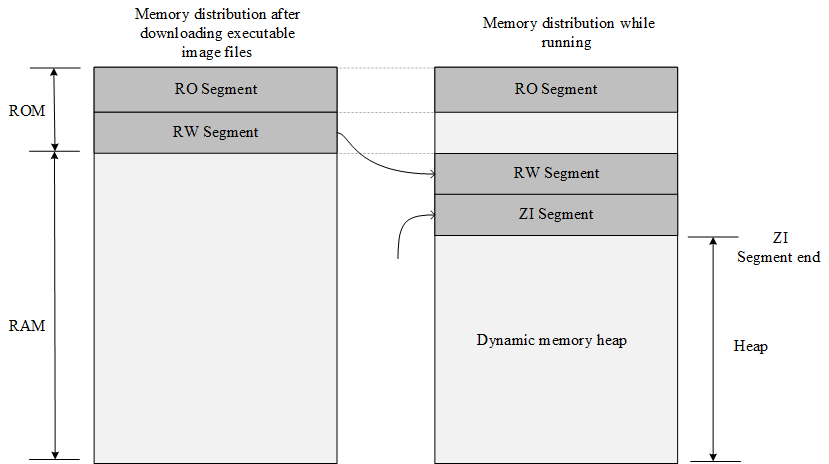 Memory distribution after
downloading executable
image files
Memory distribution while
running
ROM
RO Segment
RW Segment
RAM
RO Segment
RW Segment
ZI Segment
Dynamic memory heap
ZI
Segment end
Heap